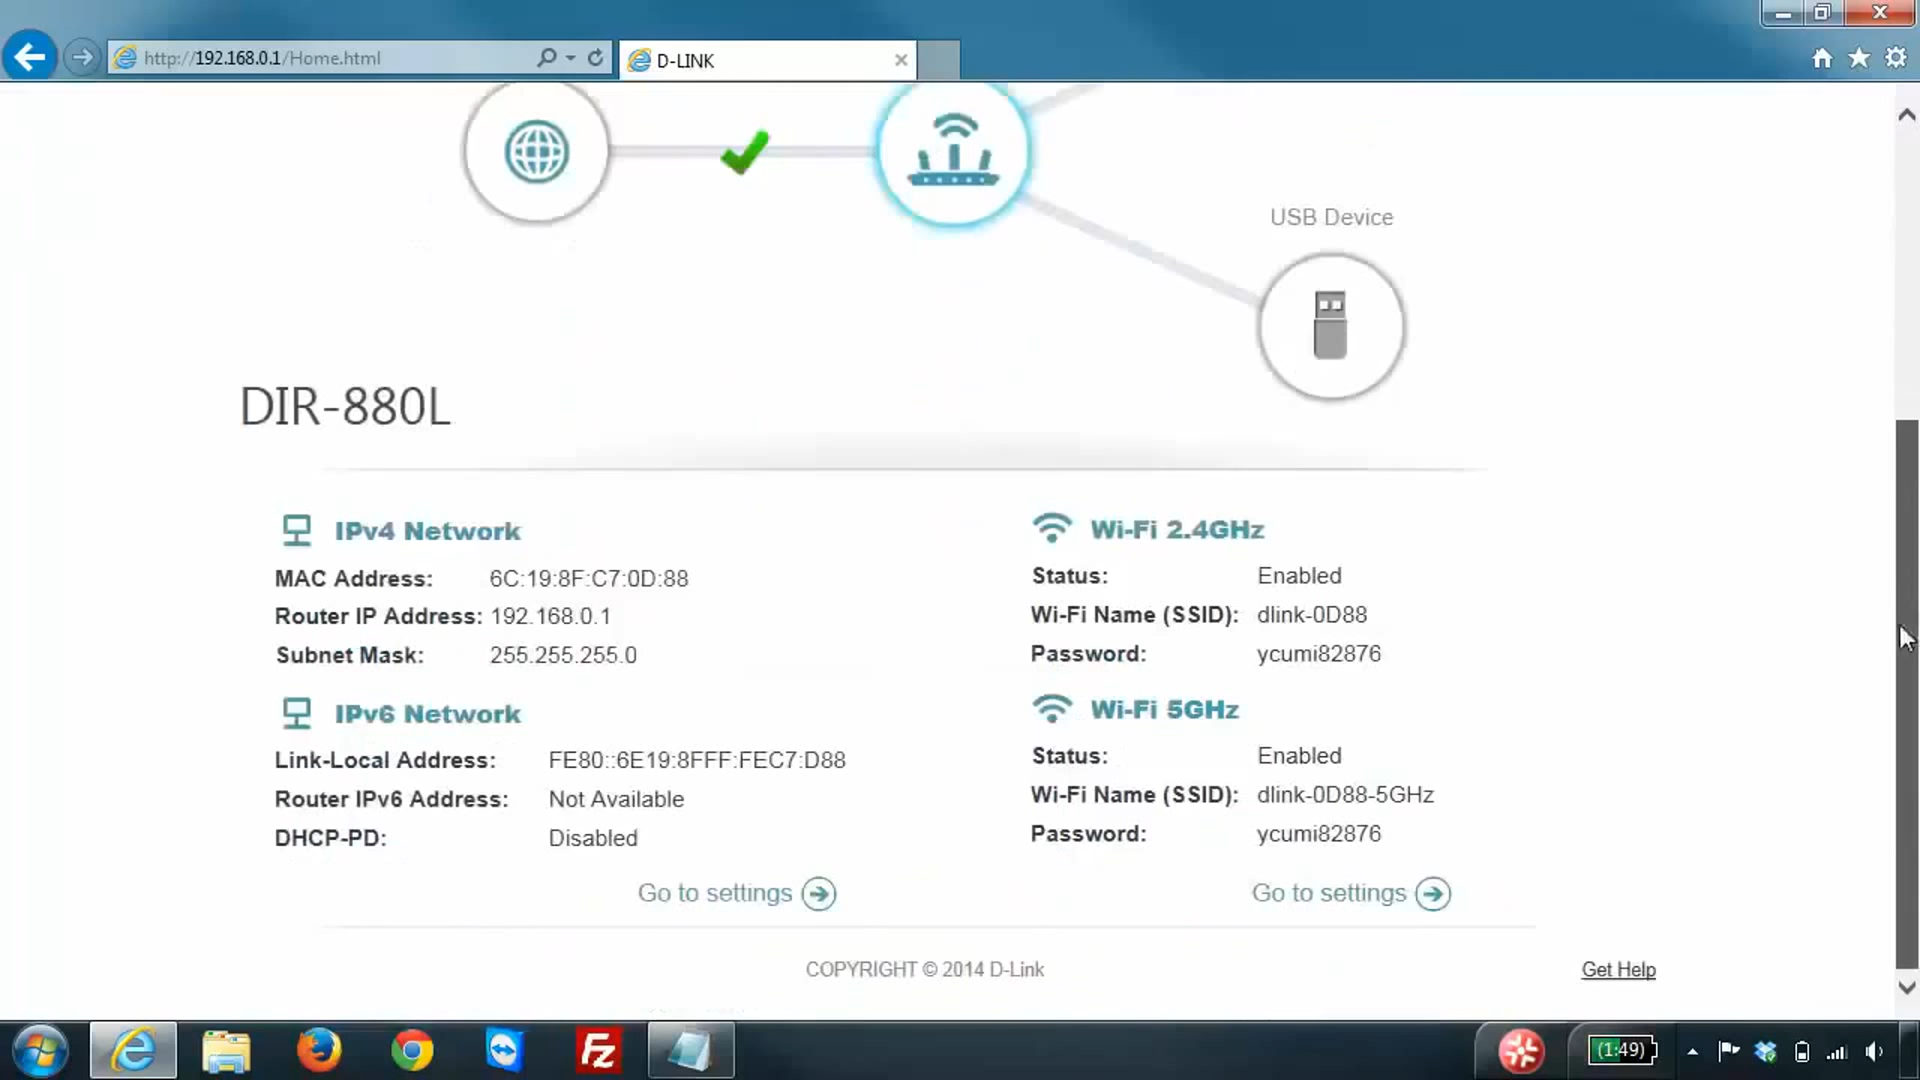 http://192.168.0.1/Home.html
D-LINK
USB Device
DIR-880L
IPv4 Network
MAC Address: 6C:19:8F:C7:0D:88
Router IP Address: 192.168.0.1
Subnet Mask: 255.255.255.0
IPv6 Network
Link-Local Address: FE80::6E19:8FFF:FEC7:D88
Router IPv6 Address: Not Available
DHCP-PD: Disabled
Go to settings
Wi-Fi 2.4GHz
Status: Enabled
Wi-Fi Name (SSID): dlink-0D88
Password: ycumi82876
Wi-Fi 5GHz
Status: Enabled
Wi-Fi Name (SSID): dlink-0D88-5GHz
Password: ycumi82876
Go to settings
COPYRIGHT © 2014 D-Link
Get Help
Fz
(1:49)